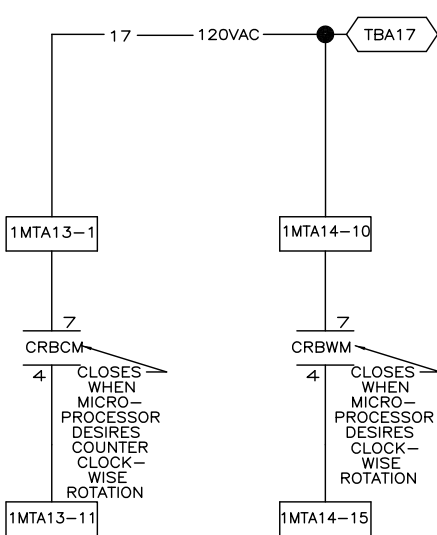 17 120VAC TBA17
1MTA13-1
1MTA14-10
7
CRBCM
4
CLOSES
WHEN
MICRO-
PROCESSOR
DESIRES
COUNTER
CLOCK-
WISE
ROTATION
7
CRBWM
4
CLOSES
WHEN
MICRO-
PROCESSOR
DESIRES
CLOCK-
WISE
ROTATION
1MTA13-11
1MTA14-15